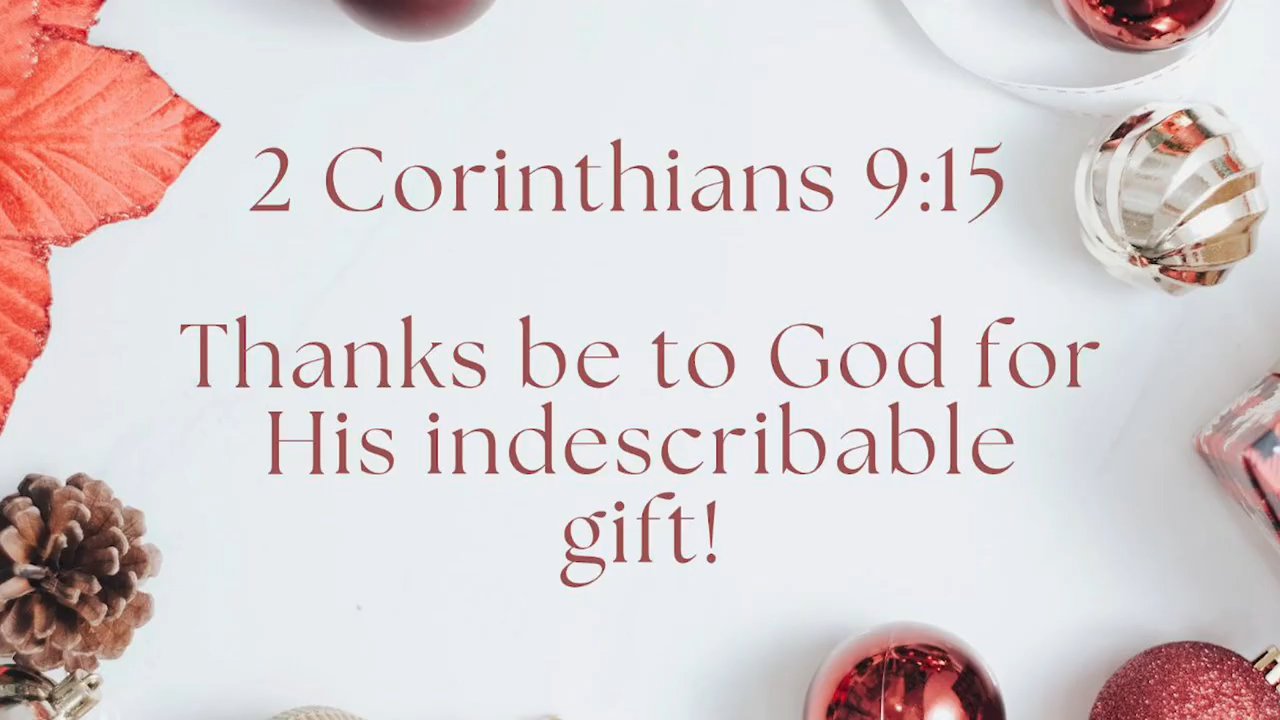 2 Corinthians 9:15
Thanks be to God for
His indescribable
gift!